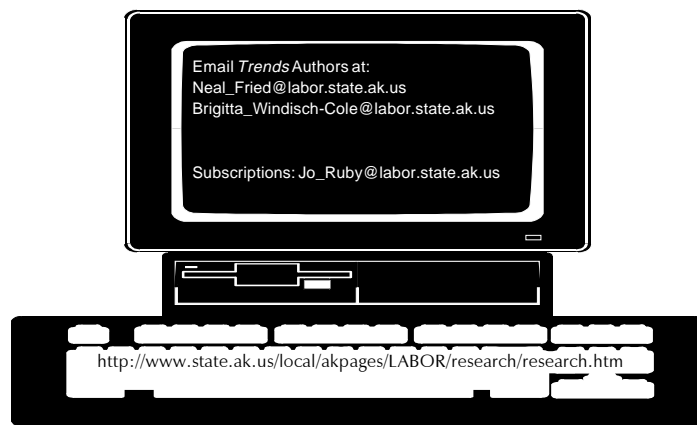 Email Trends Authors at:
Neal_Fried@labor.state.ak.us
Brigitta_Windisch-Cole@labor.state.ak.us
Subscriptions: Jo_Ruby@labor.state.ak.us
http://www.state.ak.us/local/akpages/LABOR/research/research.htm